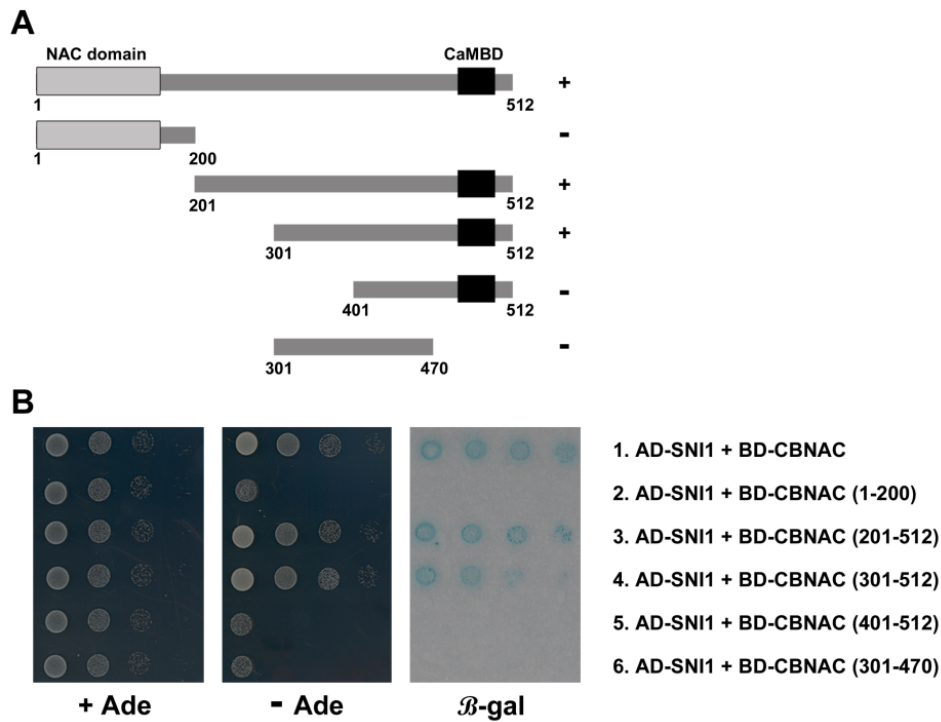 A
NAC domain CaMBD
+
1 512
-
1 200
+
201 512
+
301 512
-
401 512
-
301 470
B
1. AD-SNI1 + BD-CBNAC
2. AD-SNI1 + BD-CBNAC (1-200)
3. AD-SNI1 + BD-CBNAC (201-512)
4. AD-SNI1 + BD-CBNAC (301-512)
5. AD-SNI1 + BD-CBNAC (401-512)
6. AD-SNI1 + BD-CBNAC (301-470)
+ Ade - Ade ℬ-gal